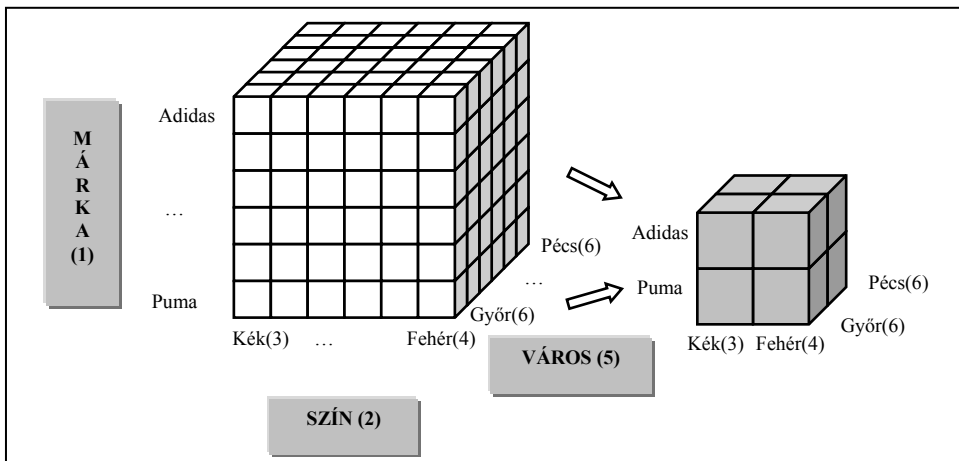 Adidas
M
Á
R
K
A
(1)
…
Puma
Kék(3) … Fehér(4)
Győr(6)
…
Pécs(6)
VÁROS (5)
SZÍN (2)
Adidas
Puma
Kék(3) Fehér(4)
Győr(6)
Pécs(6)